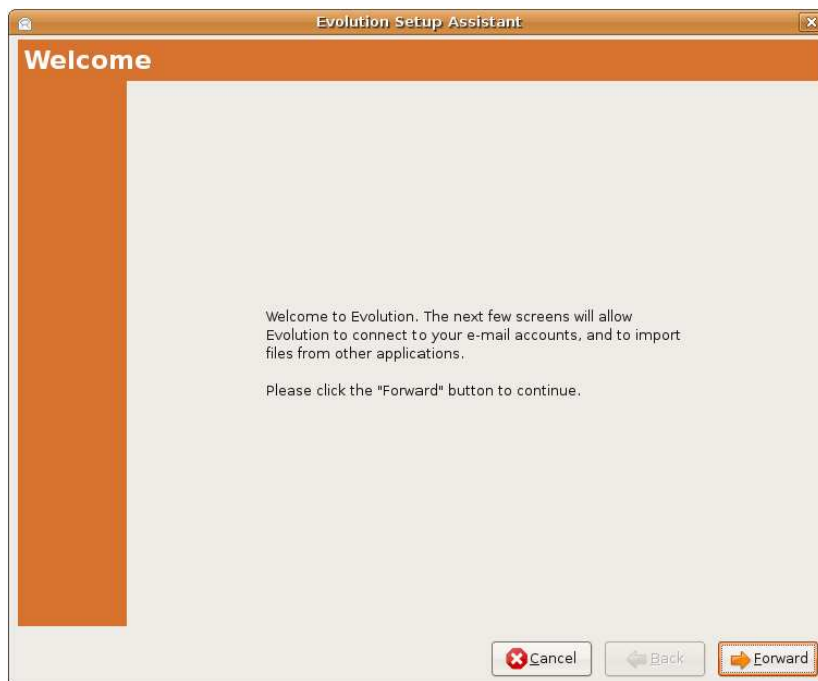 Evolution Setup Assistant
Welcome
Welcome to Evolution. The next few screens will allow
Evolution to connect to your e-mail accounts, and to import
files from other applications.
Please click the "Forward" button to continue.
Cancel Back Forward